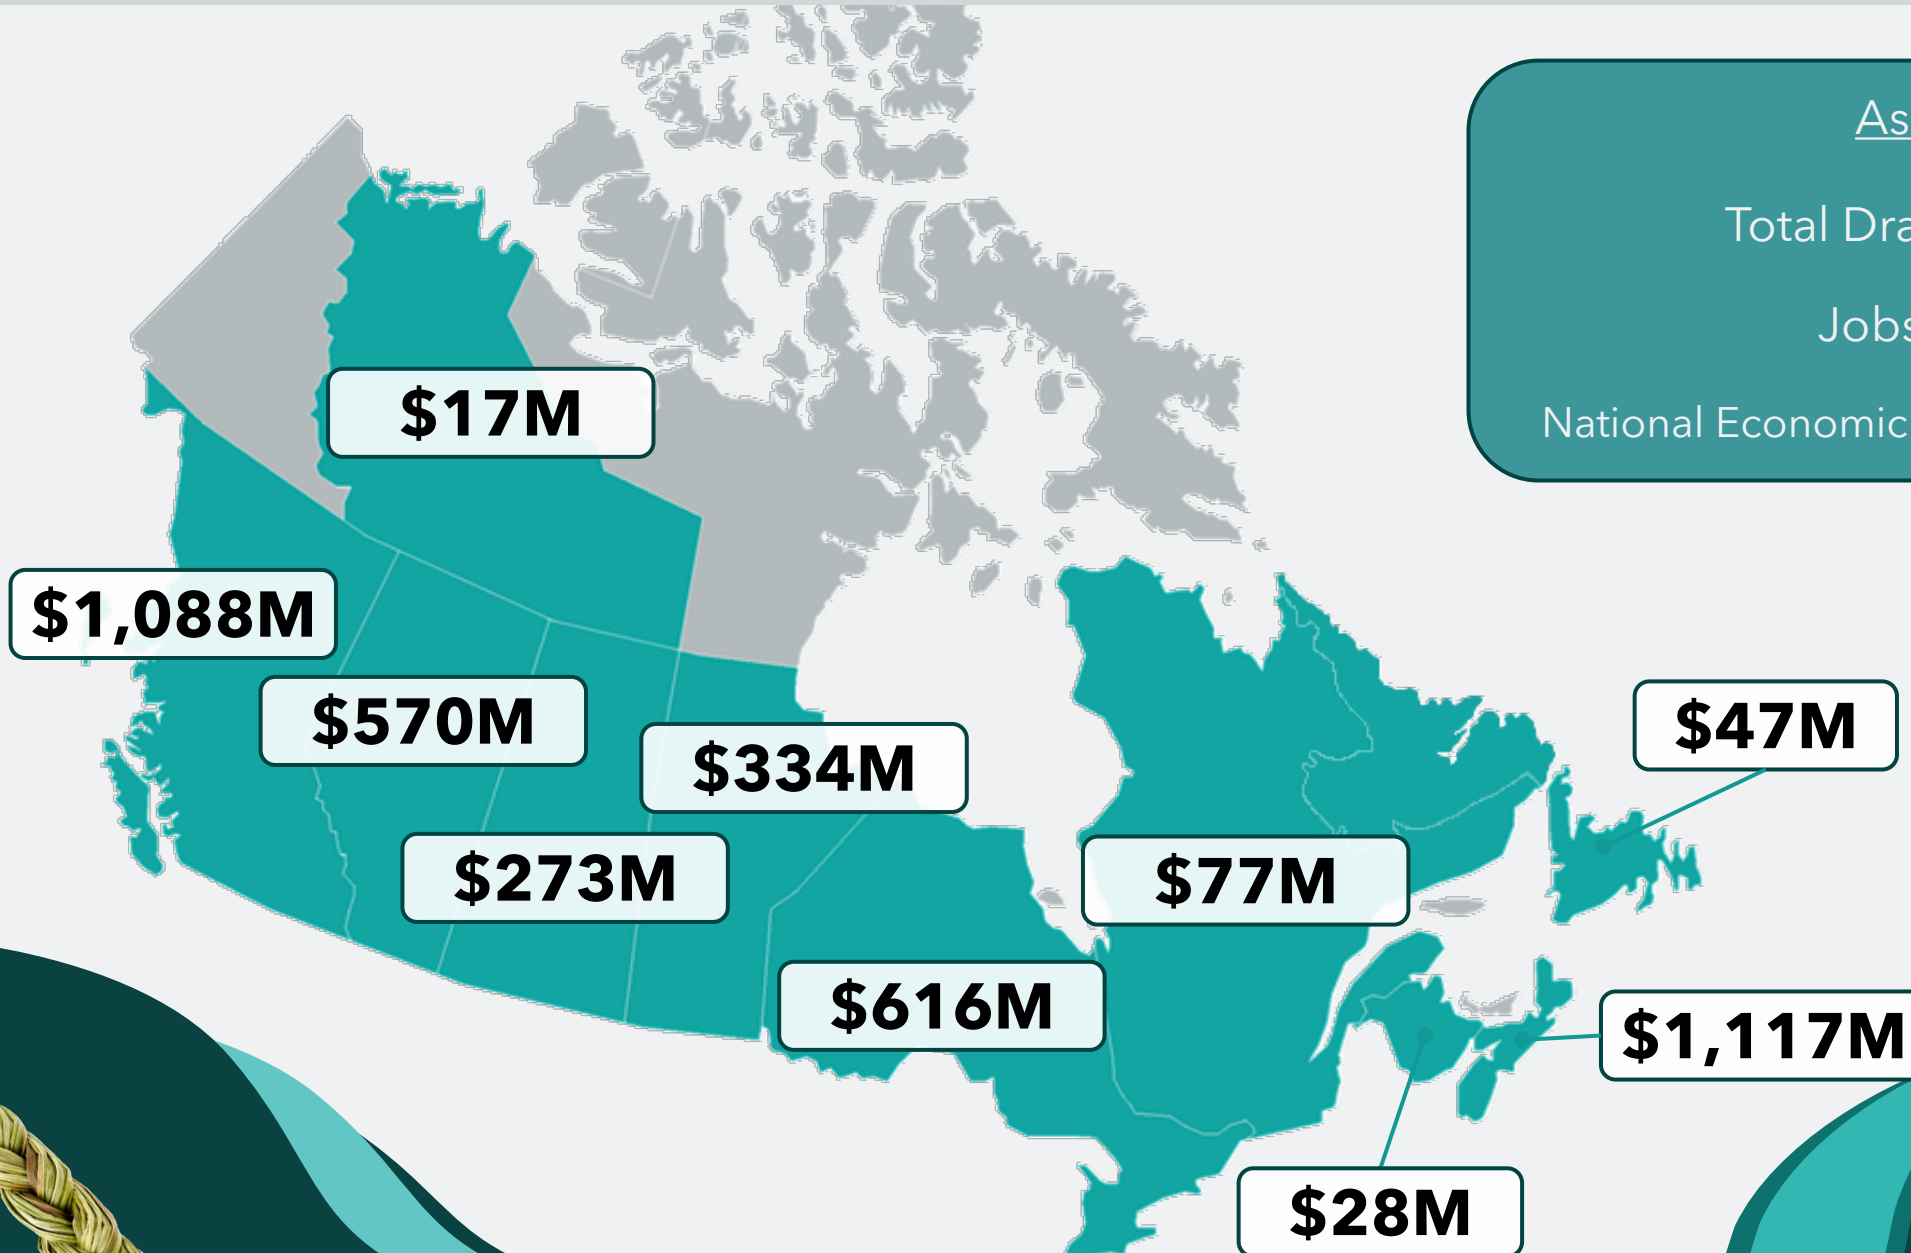 As
Total Dra
Jobs
National Economic
$17M
$1,088M
$570M
$334M
$47M
$273M
$77M
$616M
$1,117M
$28M